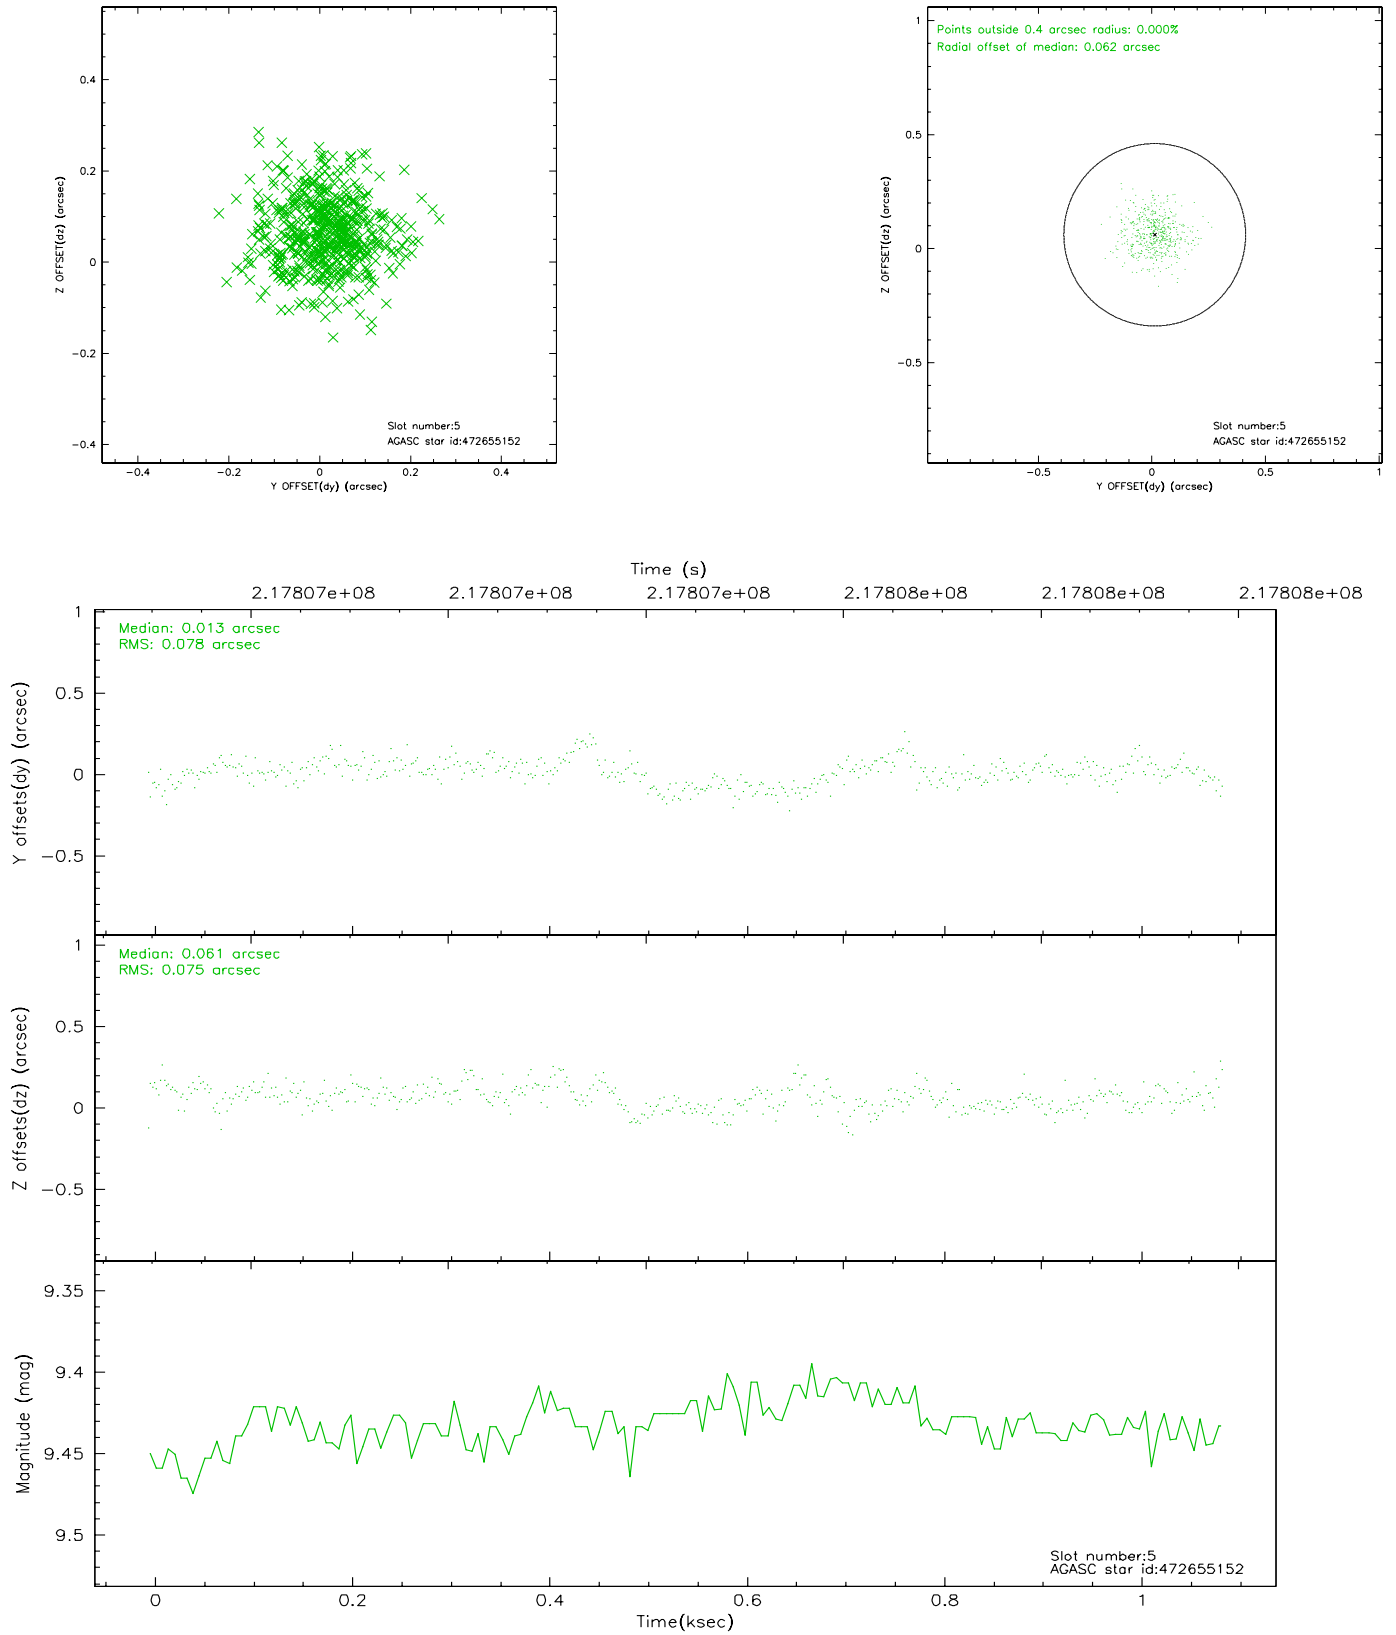 0.4
0.2
0
−0.2
−0.4
Z OFFSET(dz) (arcsec)
−0.4 −0.2 0 0.2 0.4
Y OFFSET(dy) (arcsec)
Slot number:5
AGASC star id:472655152
Points outside 0.4 arcsec radius: 0.000%
Radial offset of median: 0.062 arcsec
1
0.5
0
−0.5
Z OFFSET(dz) (arcsec)
−0.5 0 0.5 1
Y OFFSET(dy) (arcsec)
Slot number:5
AGASC star id:472655152
Time (s)
2.17807e+08 2.17807e+08 2.17807e+08 2.17808e+08 2.17808e+08 2.17808e+08
Median: 0.013 arcsec
RMS: 0.078 arcsec
1
0.5
0
−0.5
Y offsets(dy) (arcsec)
Median: 0.061 arcsec
RMS: 0.075 arcsec
1
0.5
0
−0.5
Z offsets(dz) (arcsec)
9.35
9.4
9.45
9.5
Magnitude (mag)
Slot number:5
AGASC star id:472655152
0 0.2 0.4 0.6 0.8 1
Time(ksec)